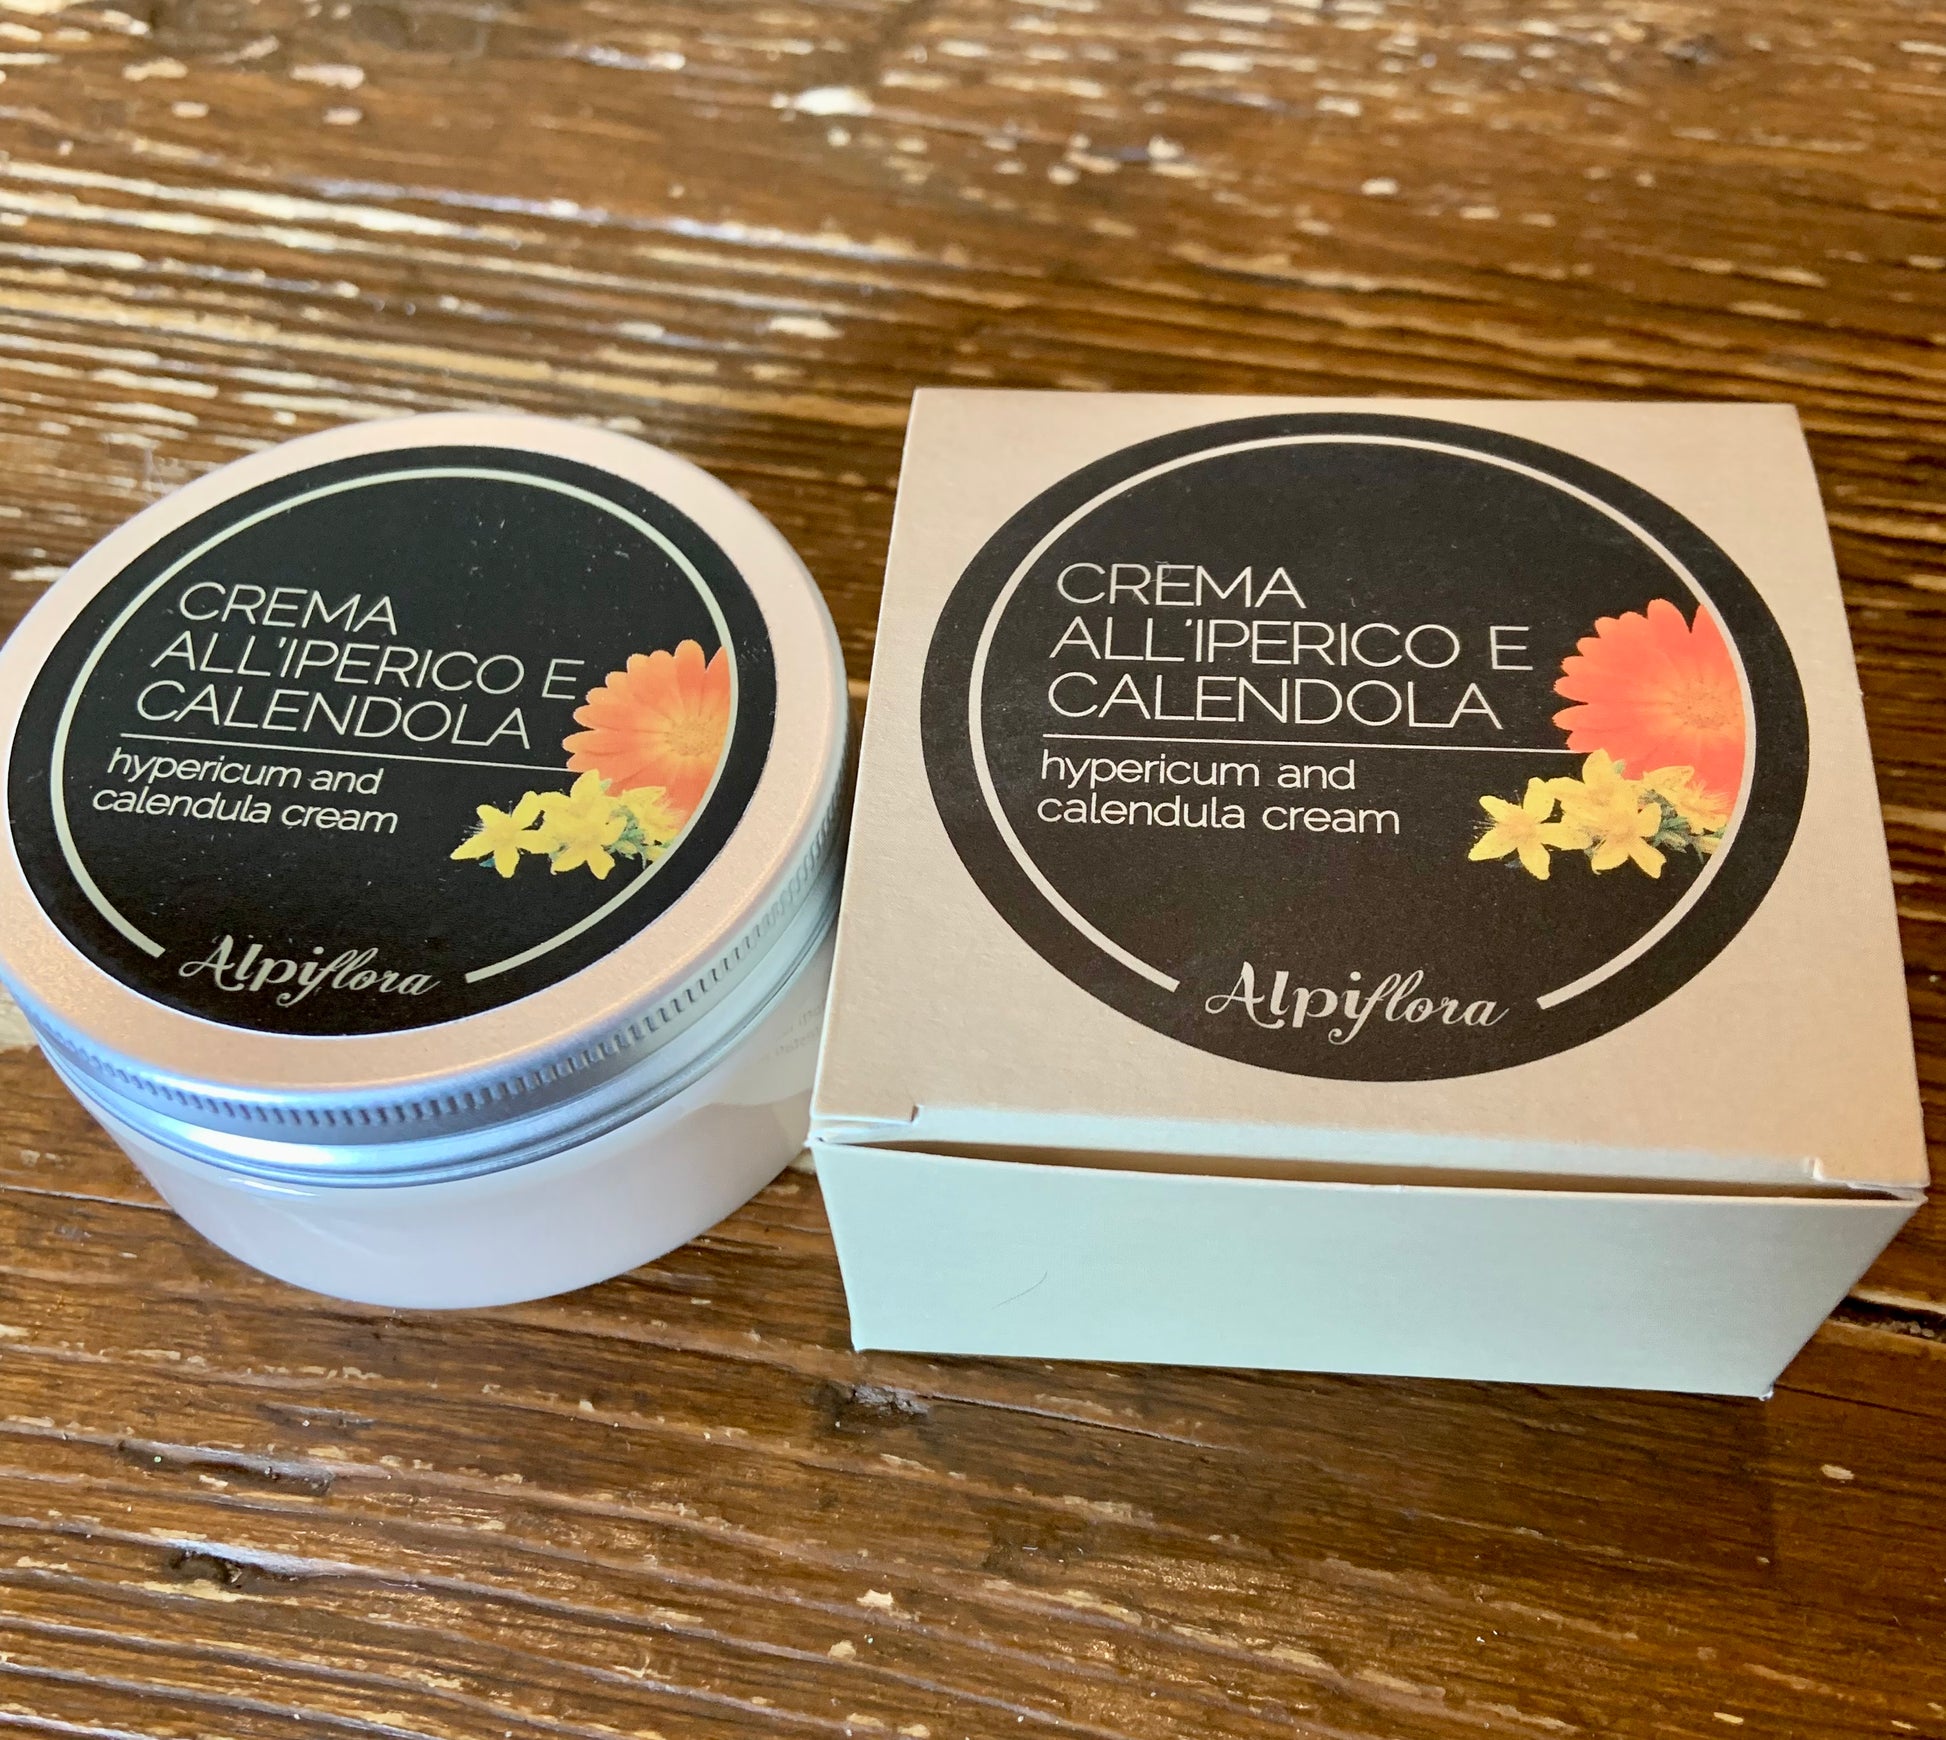 CREMA
ALL'IPERICO E
CALENDOLA
hypericum and
calendula cream
Alpiflora
CREMA
ALL'IPERICO E
CALENDOLA
hypericum and
calendula cream
Alpiflora